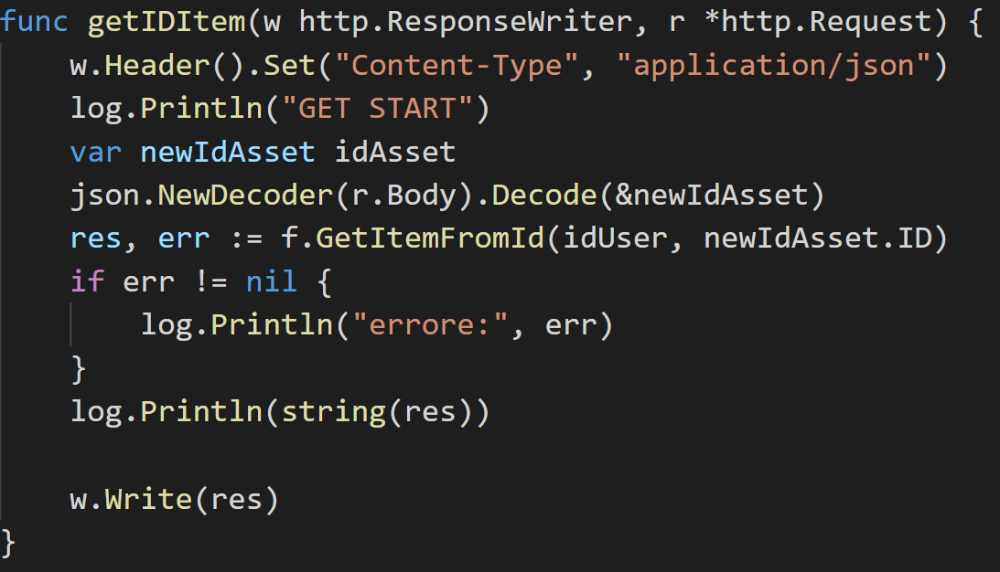 func getIDItem(w http.ResponseWriter, r *http.Request) {
    w.Header().Set("Content-Type", "application/json")
    log.Println("GET START")
    var newIdAsset idAsset
    json.NewDecoder(r.Body).Decode(&newIdAsset)
    res, err := f.GetItemFromId(idUser, newIdAsset.ID)
    if err != nil {
        log.Println("errore:", err)
    }
    log.Println(string(res))

    w.Write(res)
}